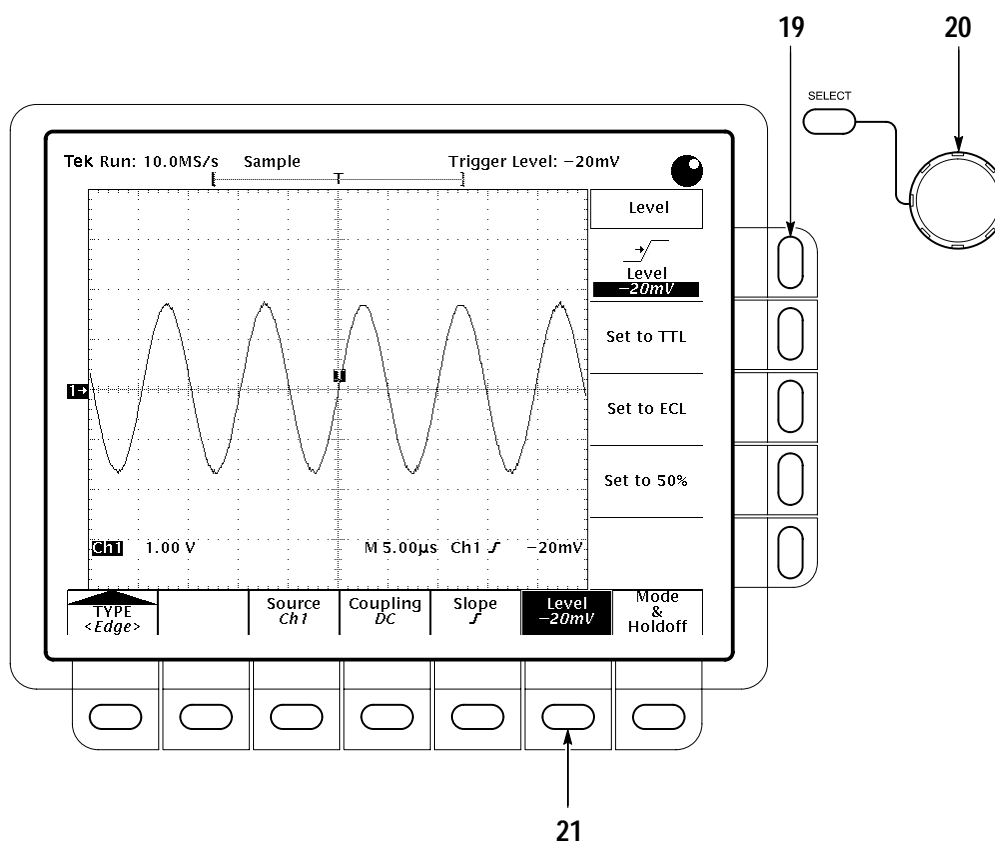 19
20
SELECT
Tek Run: 10.0MS/s Sample Trigger Level: −20mV
T
Level
Level
−20mV
Set to TTL
1→
Set to ECL
Set to 50%
Ch1 1.00 V M 5.00µs Ch1 −20mV
TYPE
<Edge>
Source
Ch1
Coupling
DC
Slope
Level
−20mV
Mode
&
Holdoff
21